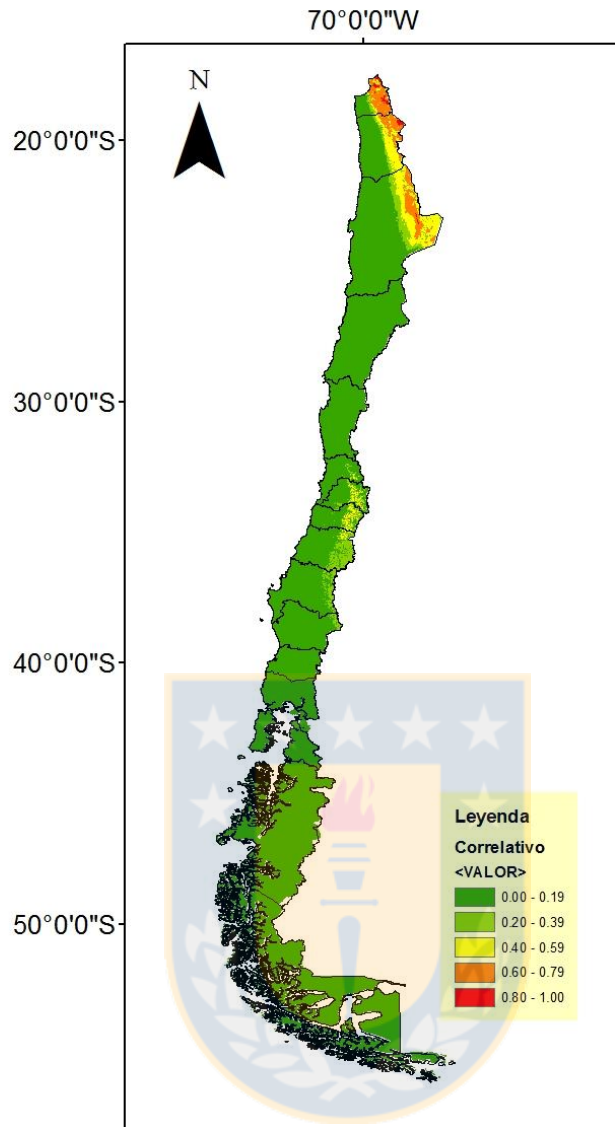 70°0'0"W
N
20°0'0"S
30°0'0"S
40°0'0"S
50°0'0"S
Leyenda
Correlativo
<VALOR>
0.00 - 0.19
0.20 - 0.39
0.40 - 0.59
0.60 - 0.79
0.80 - 1.00